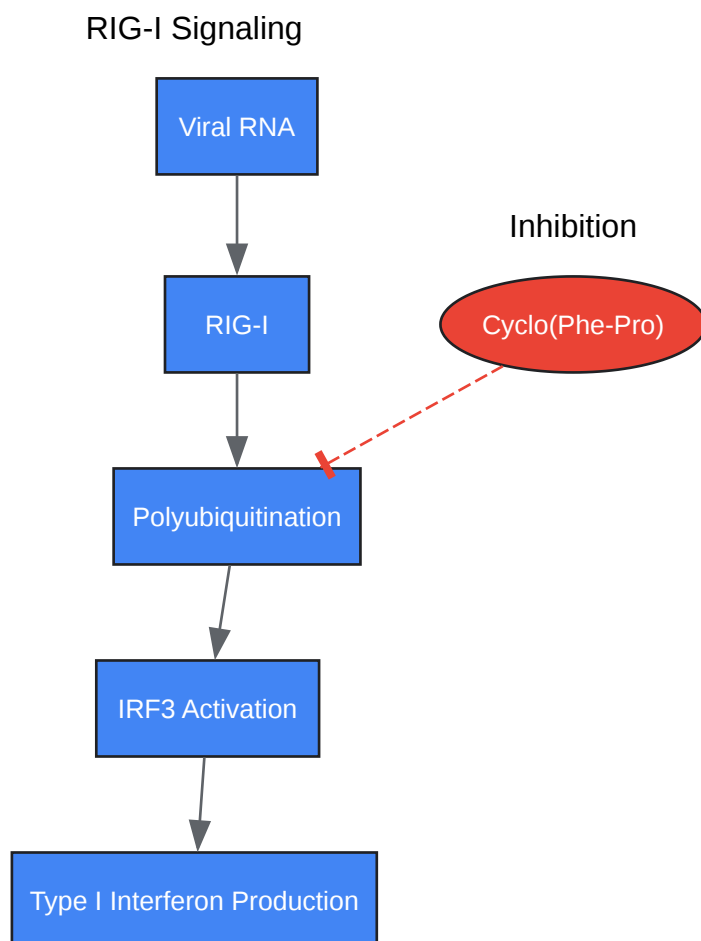 RIG-I Signaling
Viral RNA
Inhibition
RIG-I
Cyclo(Phe-Pro)
Polyubiquitination
IRF3 Activation
Type I Interferon Production